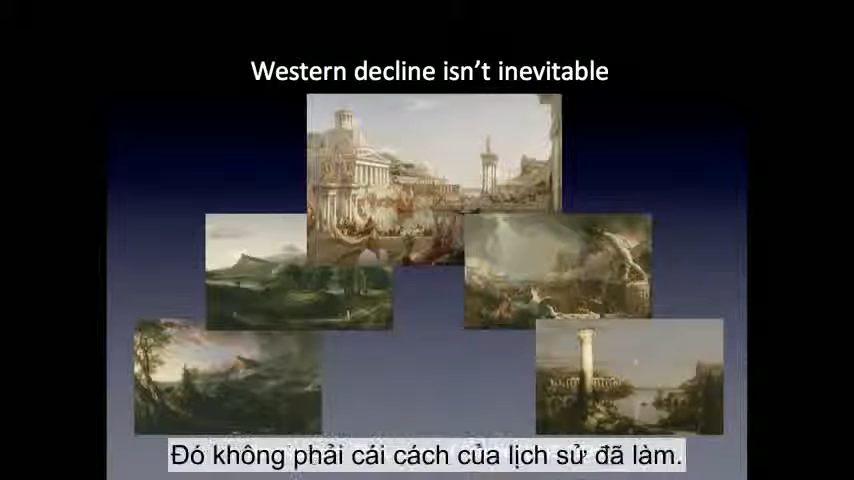 Western decline isn't inevitable
Đó không phải cái cách của lịch sử đã làm.